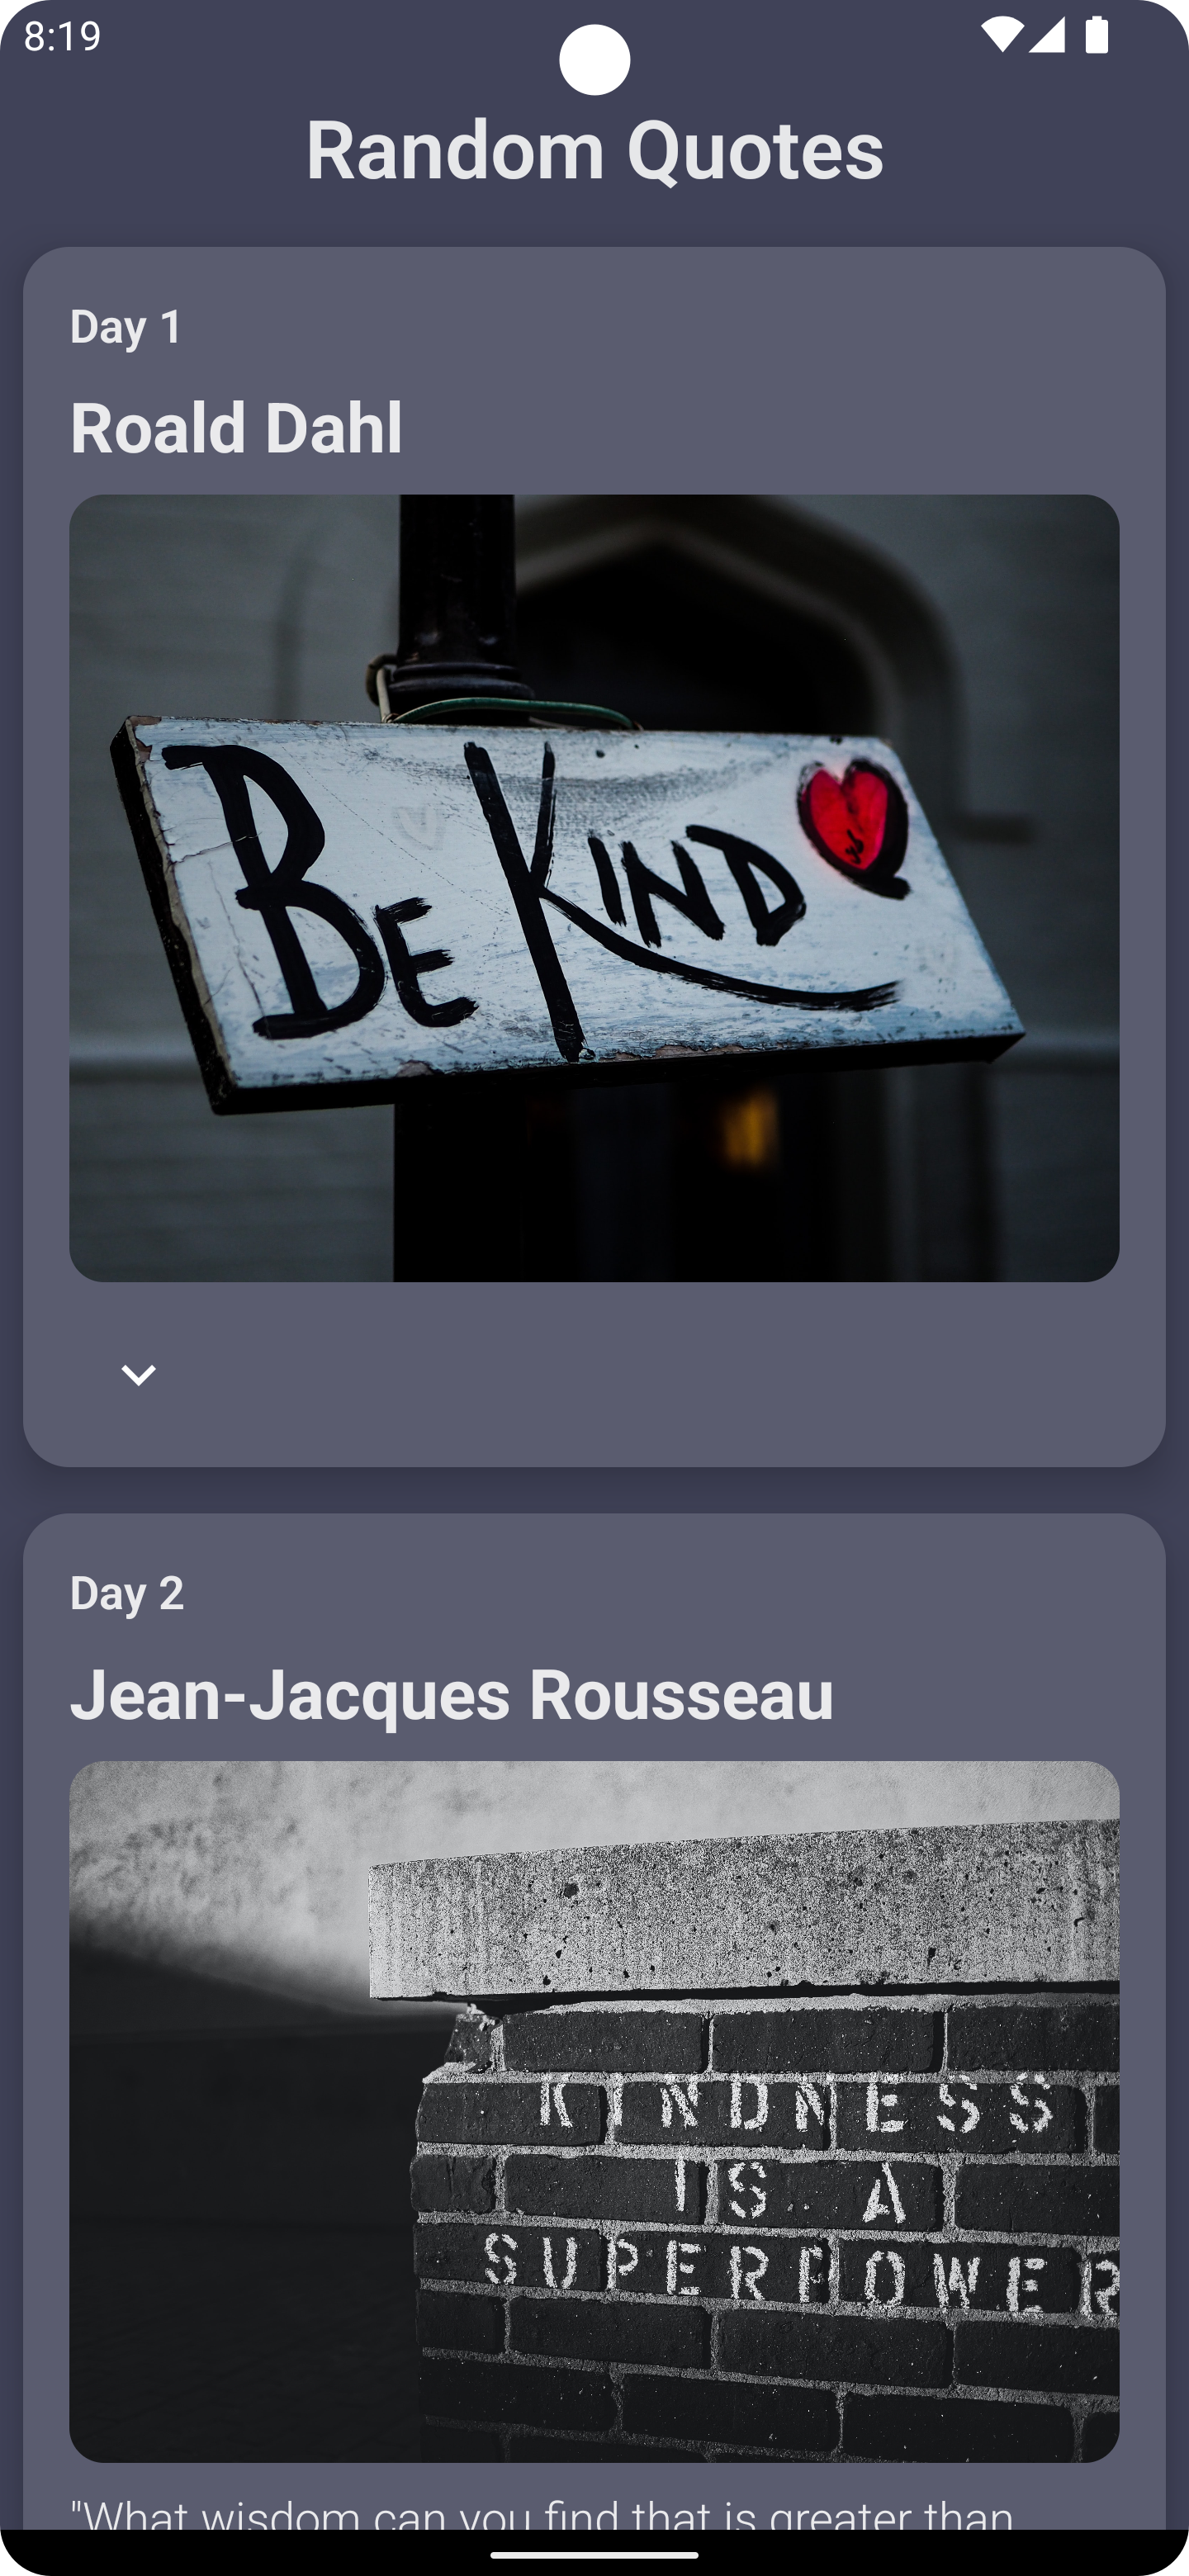 8:19
Random Quotes
Day 1
Roald Dahl
BE KIND
Day 2
Jean-Jacques Rousseau
KINDNESS
IS A
SUPERPOWER
"What wisdom can you find that is greater than